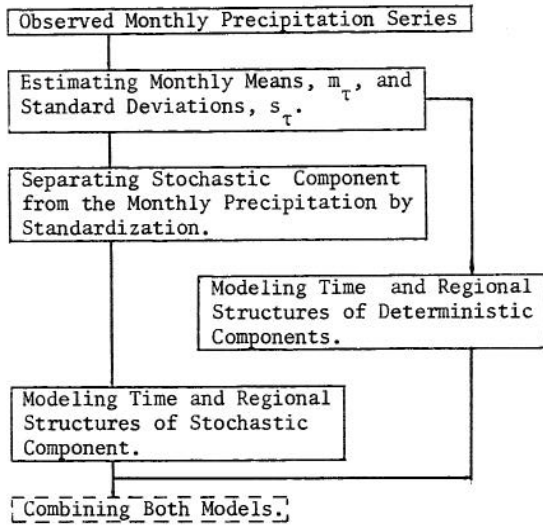 Observed Monthly Precipitation Series
Estimating Monthly Means, m_τ, and
Standard Deviations, s_τ.
Separating Stochastic Component
from the Monthly Precipitation by
Standardization.
Modeling Time and Regional
Structures of Deterministic
Components.
Modeling Time and Regional
Structures of Stochastic
Component.
Combining Both Models.